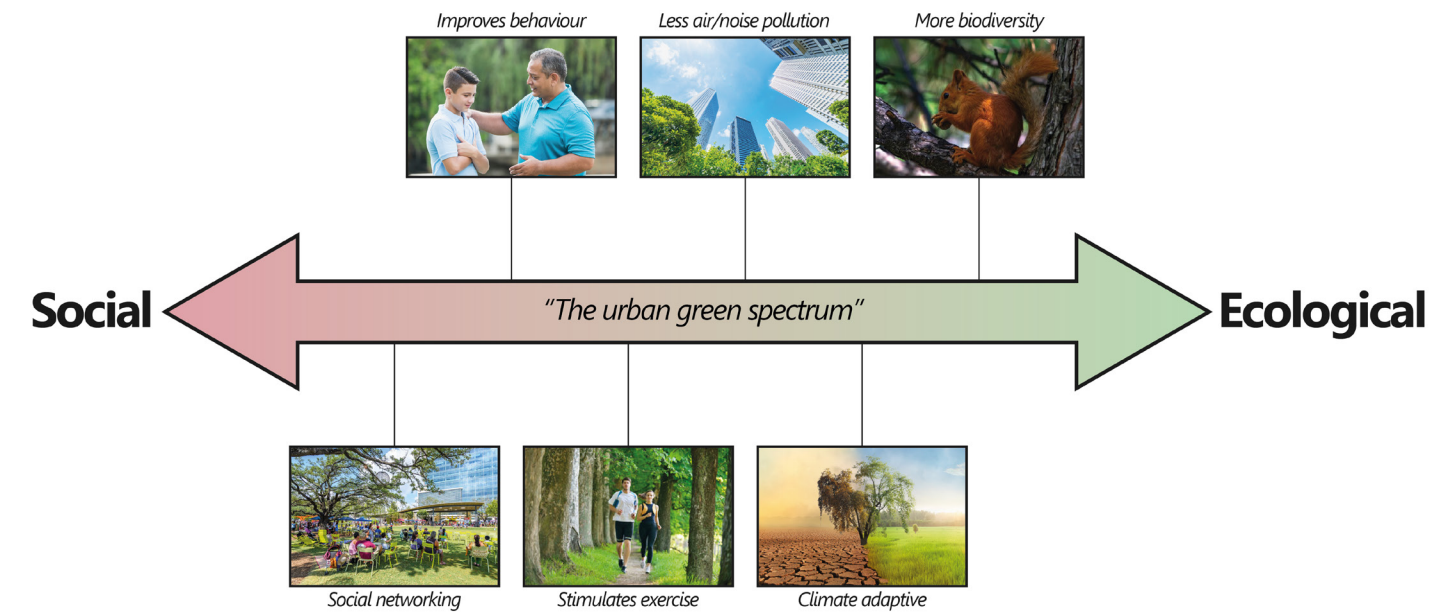 Improves behaviour
Less air/noise pollution
More biodiversity
Social
“The urban green spectrum”
Ecological
Social networking
Stimulates exercise
Climate adaptive